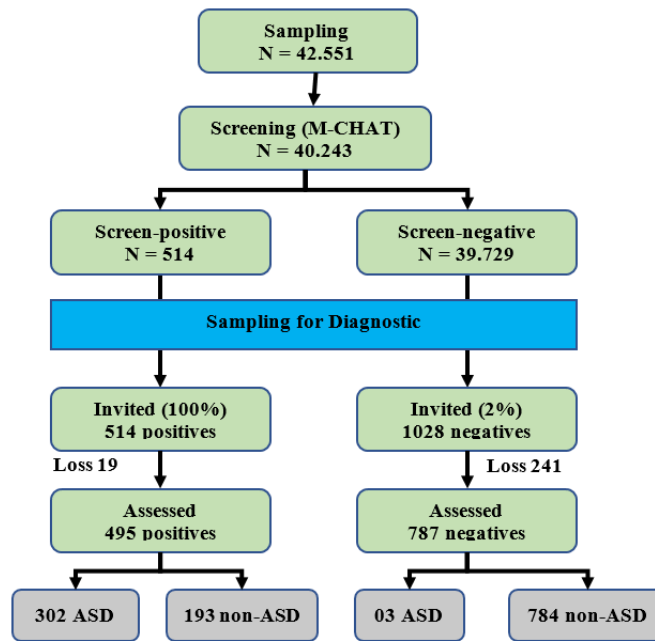 Sampling
N = 42.551
Screening (M-CHAT)
N = 40.243
Screen-positive
N = 514
Screen-negative
N = 39.729
Sampling for Diagnostic
Invited (100%)
514 positives
Invited (2%)
1028 negatives
Loss 19
Loss 241
Assessed
495 positives
Assessed
787 negatives
302 ASD
193 non-ASD
03 ASD
784 non-ASD